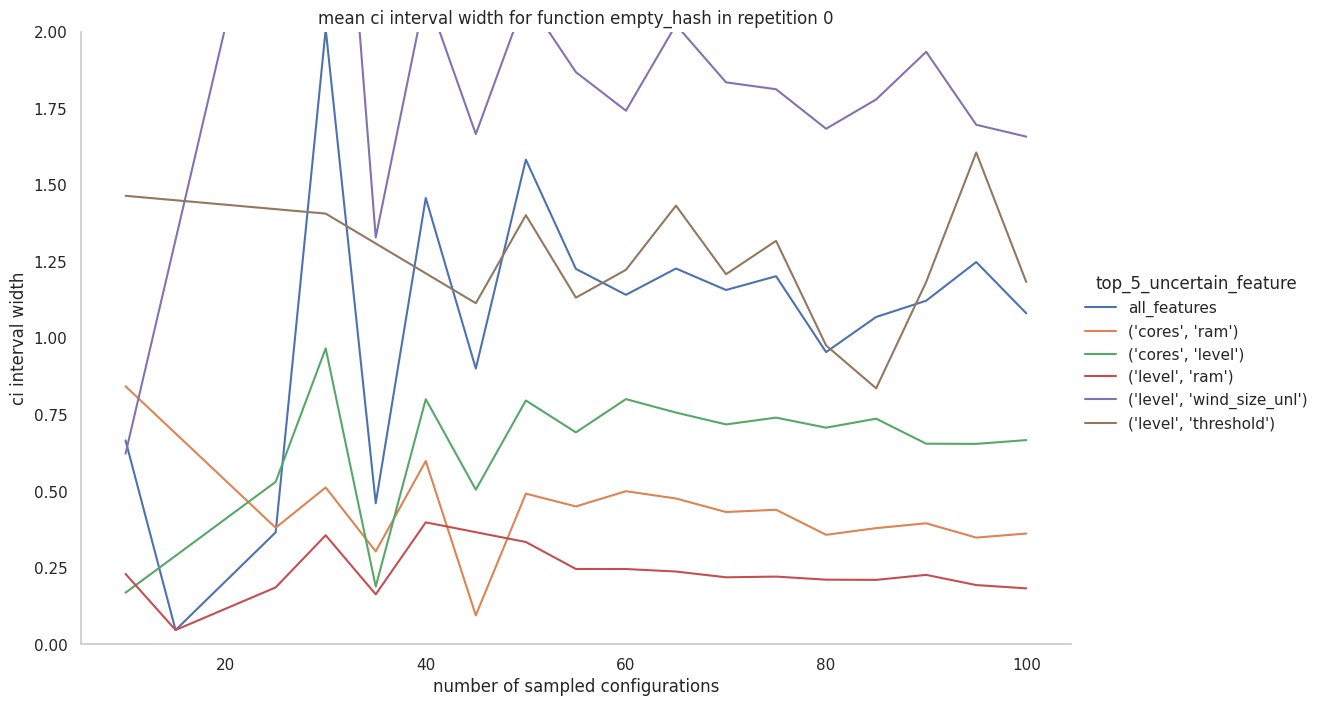 mean ci interval width for function empty_hash in repetition 0
2.00
1.75
1.50
1.25
1.00
0.75
0.50
0.25
0.00
ci interval width
20
40
60
80
100
number of sampled configurations
top_5_uncertain_feature
all_features
('cores', 'ram')
('cores', 'level')
('level', 'ram')
('level', 'wind_size_unl')
('level', 'threshold')